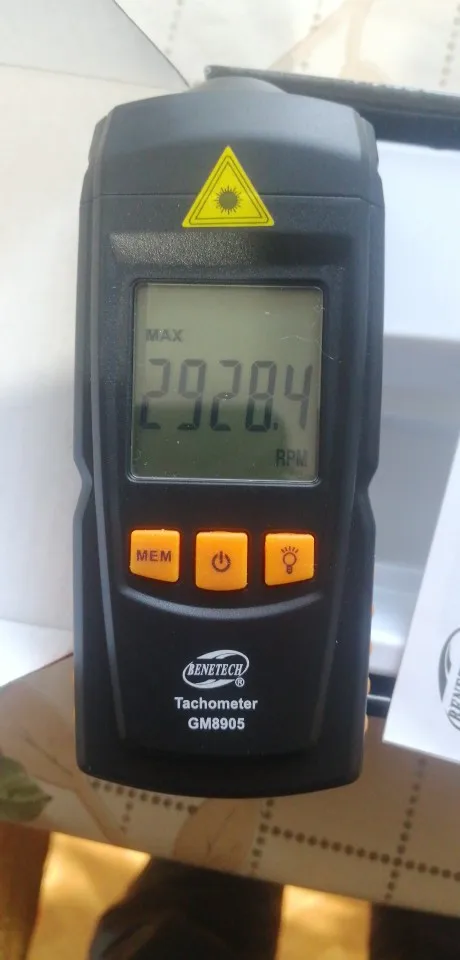 MAX
2928.4
RPM
MEM
BENETECH
®
Tachometer
GM8905